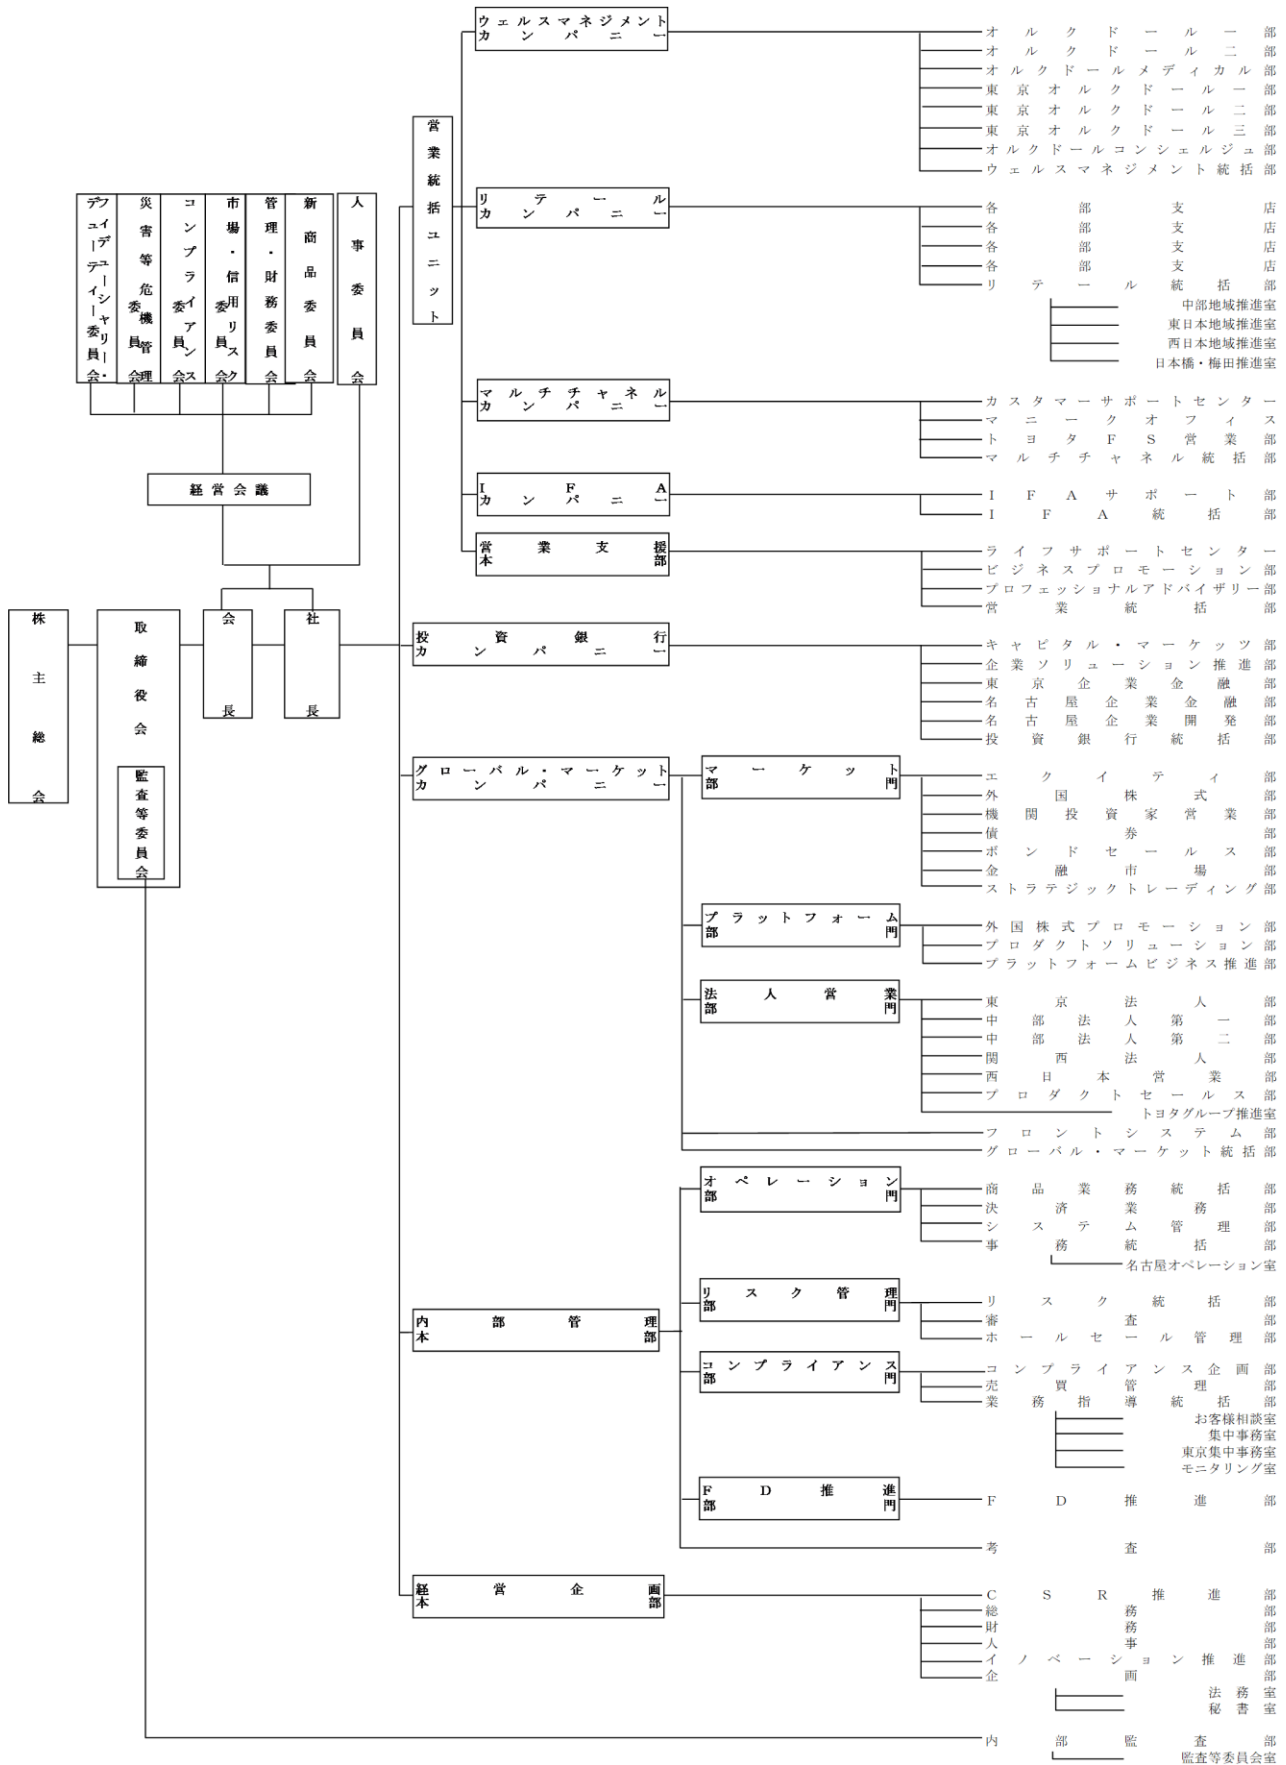 株主総会
取締役会
監査等委員会
会長
社長
経営会議
フィデューシャリー・
デューティー委員会
災害等危機管理
委員会
コンプライアンス
委員会
市場・信用リスク
委員会
管理・財務委員会
新商品委員会
人事委員会
営業統括ユニット
ウェルスマネジメント
カンパニー
オルクドール一部
オルクドール二部
オルクドールメディカル部
東京オルクドール一部
東京オルクドール二部
東京オルクドール三部
オルクドールコンシェルジュ部
ウェルスマネジメント統括部
リテール
カンパニー
各部支店
各部支店
各部支店
各部支店
リテール統括部
中部地域推進室
東日本地域推進室
西日本地域推進室
日本橋・梅田推進室
マルチチャネル
カンパニー
カスタマーサポートセンター
マニークオフィス
トヨタFS営業部
マルチチャネル統括部
IFA
カンパニー
IFAサポート部
IFA統括部
営業支援
本部
ライフサポートセンター
ビジネスプロモーション部
プロフェッショナルアドバイザリー部
営業統括部
投資銀行
カンパニー
キャピタル・マーケッツ部
企業ソリューション推進部
東京企業金融部
名古屋企業金融部
名古屋企業開発部
投資銀行統括部
グローバル・マーケット
カンパニー
マーケット
部門
エクイティ部
外国株式部
機関投資家営業部
債券部
ボンドセールス部
金融市場部
ストラテジックトレーディング部
プラットフォーム
部門
外国株式プロモーション部
プロダクトソリューション部
プラットフォームビジネス推進部
法人営業
部門
東京法人部
中部法人第一部
中部法人第二部
関西法人部
西日本営業部
プロダクトセールス部
トヨタグループ推進室
フロントシステム部
グローバル・マーケット統括部
内部管理
本部
オペレーション
部門
商品業務統括部
決済業務部
システム管理部
事務統括部
名古屋オペレーション室
リスク管理
部門
リスク統括部
審査部
ホールセール管理部
コンプライアンス
部門
コンプライアンス企画部
売買管理部
業務指導統括部
お客様相談室
集中事務室
東京集中事務室
モニタリング室
FD推進
部門
FD推進部
考査部
経営企画
本部
CSR推進部
総務部
財務部
人事部
イノベーション推進部
企画部
法務室
秘書室
内部監査部
監査等委員会室